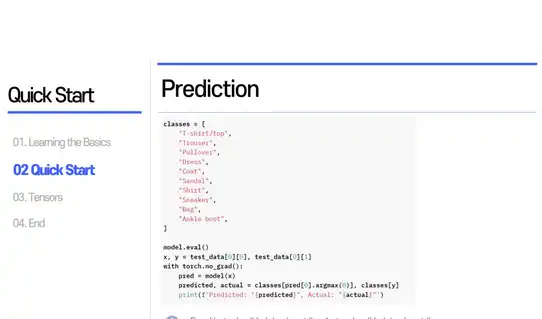 Prediction
Quick Start
01. Learning the Basics
02 Quick Start
03. Tensors
04. End
classes = [
"T-shirt/top",
"Trouser",
"Pullover",
"Dress",
"Coat",
"Sandal",
"Shirt",
"Sneaker",
"Bag",
"Ankle boot",
]
model.eval()
x, y = test_data[0][0], test_data[0][1]
with torch.no_grad():
pred = model(x)
predicted, actual = classes[pred[0].argmax(0)], classes[y]
print(f'Predicted: "{predicted}", Actual: "{actual}"')